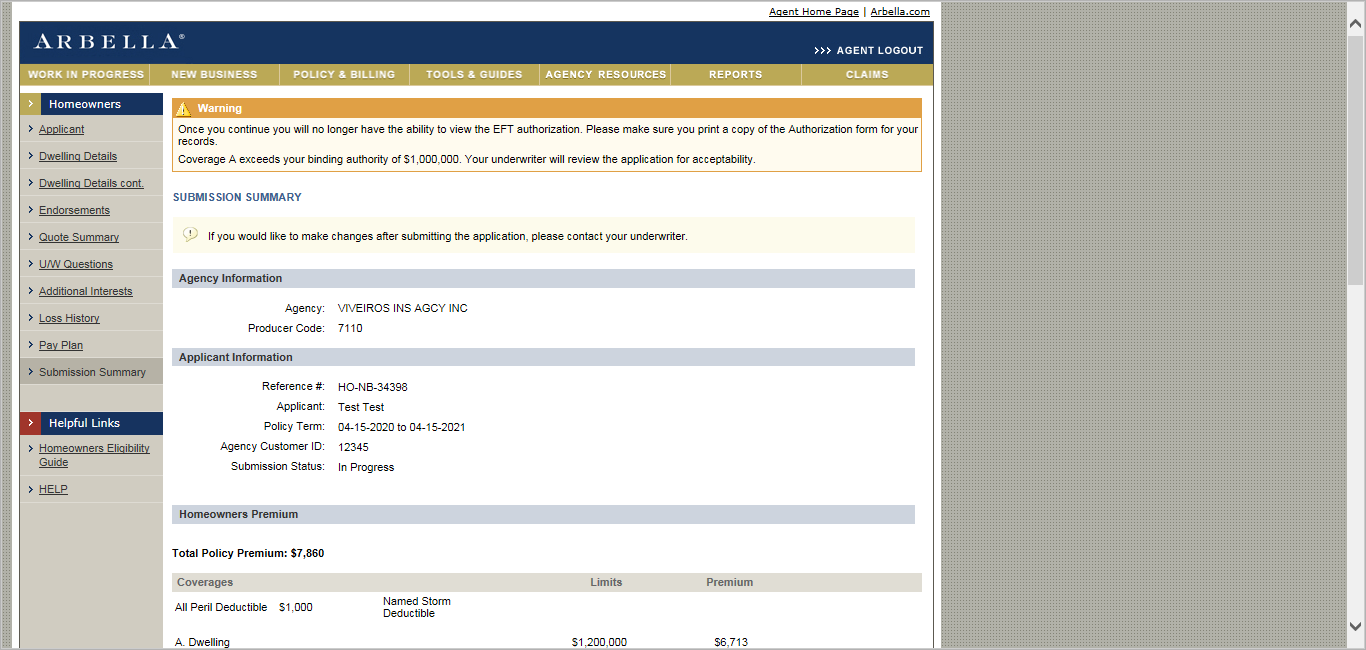 Agent Home Page | Arbella.com
ARBELLA®
>>> AGENT LOGOUT
WORK IN PROGRESS NEW BUSINESS POLICY & BILLING TOOLS & GUIDES AGENCY RESOURCES REPORTS CLAIMS
Homeowners
Applicant
Dwelling Details
Dwelling Details cont.
Endorsements
Quote Summary
U/W Questions
Additional Interests
Loss History
Pay Plan
Submission Summary
Helpful Links
Homeowners Eligibility
Guide
HELP
Warning
Once you continue you will no longer have the ability to view the EFT authorization. Please make sure you print a copy of the Authorization form for your
records.
Coverage A exceeds your binding authority of $1,000,000. Your underwriter will review the application for acceptability.
SUBMISSION SUMMARY
If you would like to make changes after submitting the application, please contact your underwriter.
Agency Information
Agency: VIVEIROS INS AGCY INC
Producer Code: 7110
Applicant Information
Reference #: HO-NB-34398
Applicant: Test Test
Policy Term: 04-15-2020 to 04-15-2021
Agency Customer ID: 12345
Submission Status: In Progress
Homeowners Premium
Total Policy Premium: $7,860
Coverages Limits Premium
All Peril Deductible $1,000 Named Storm
Deductible
A. Dwelling $1,200,000 $6,713